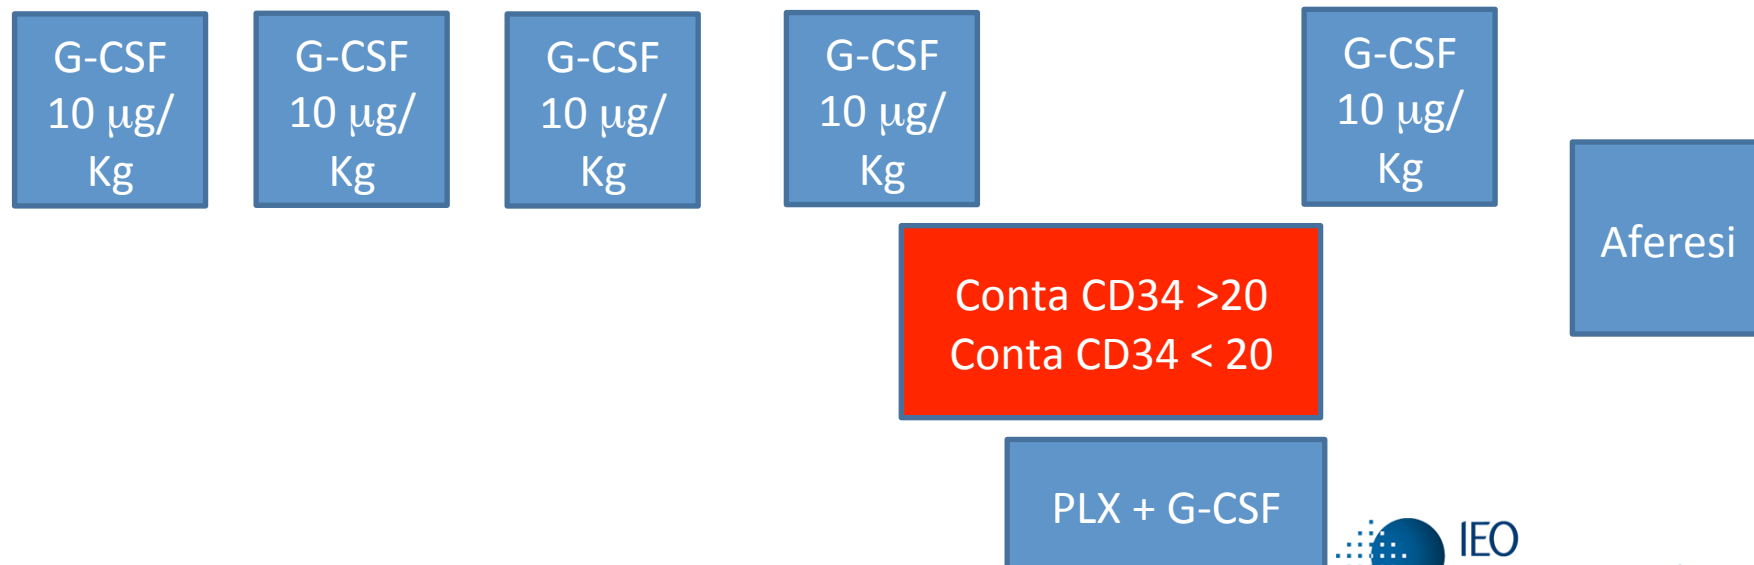 G-CSF
10 μg/
Kg
G-CSF
10 μg/
Kg
G-CSF
10 μg/
Kg
G-CSF
10 μg/
Kg
G-CSF
10 μg/
Kg
Aferesi
Conta CD34 >20
Conta CD34 < 20
PLX + G-CSF
IEO